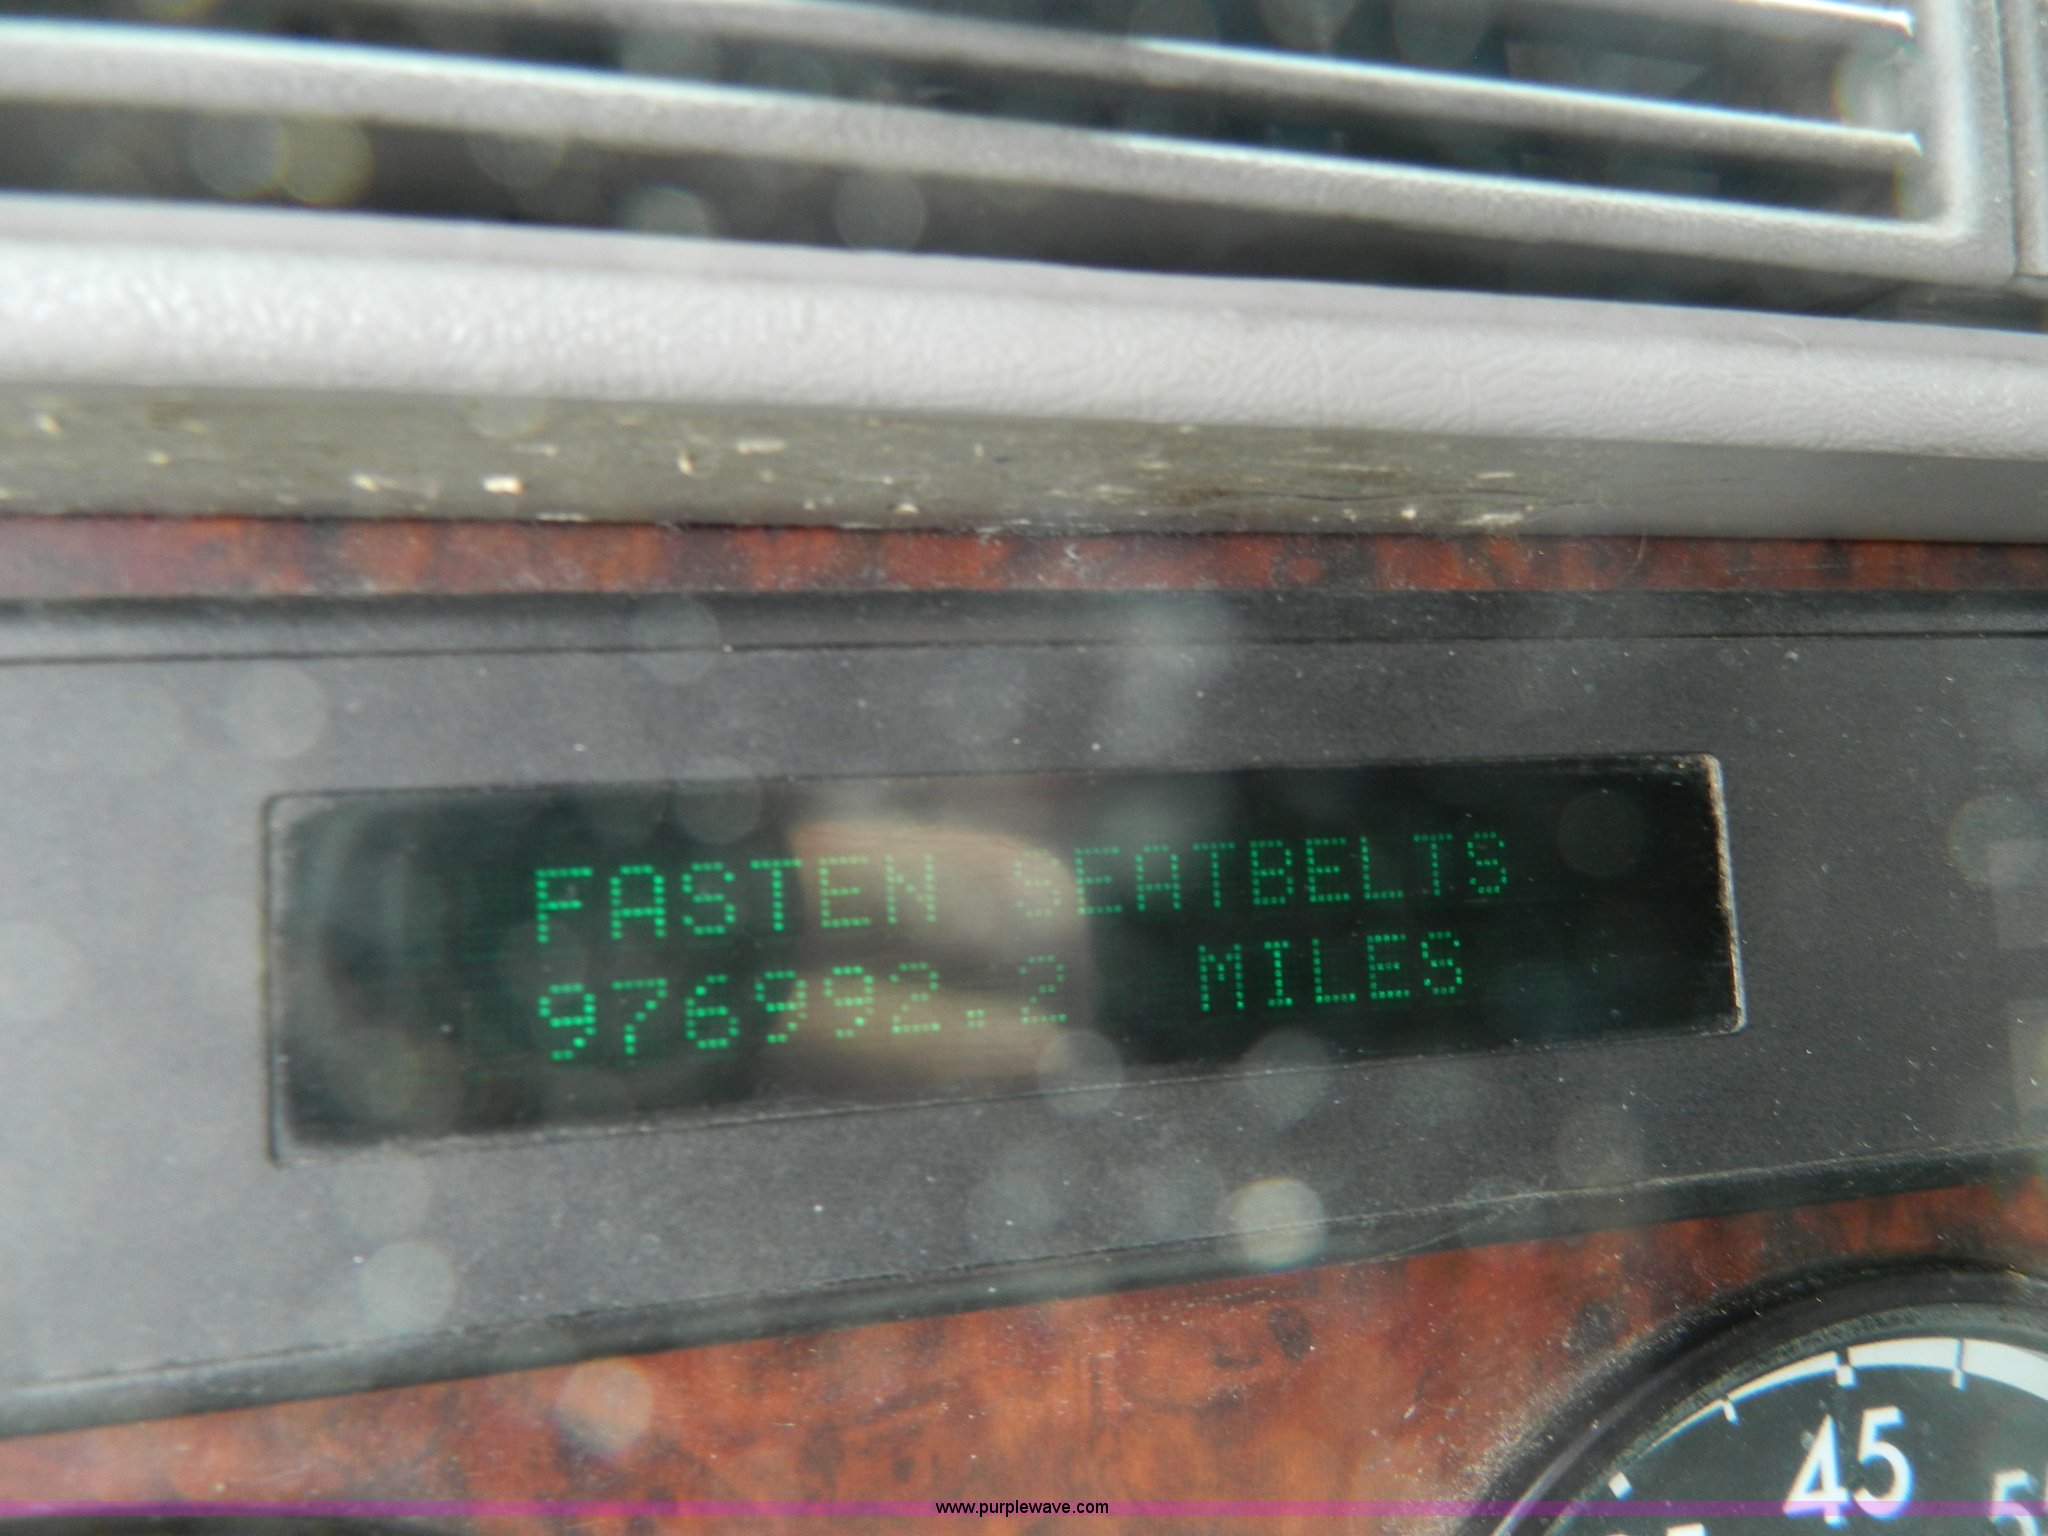 FASTEN SEATBELTS
976992.2 MILES
45
www.purplewave.com